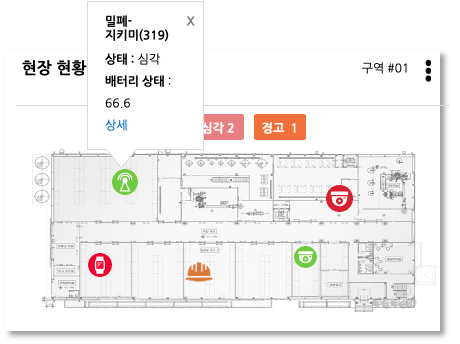 밀폐-
지키미(319)
X
상태 : 심각
배터리 상태 :
66.6
상세
현장 현황
구역 #01
심각 2
경고 1